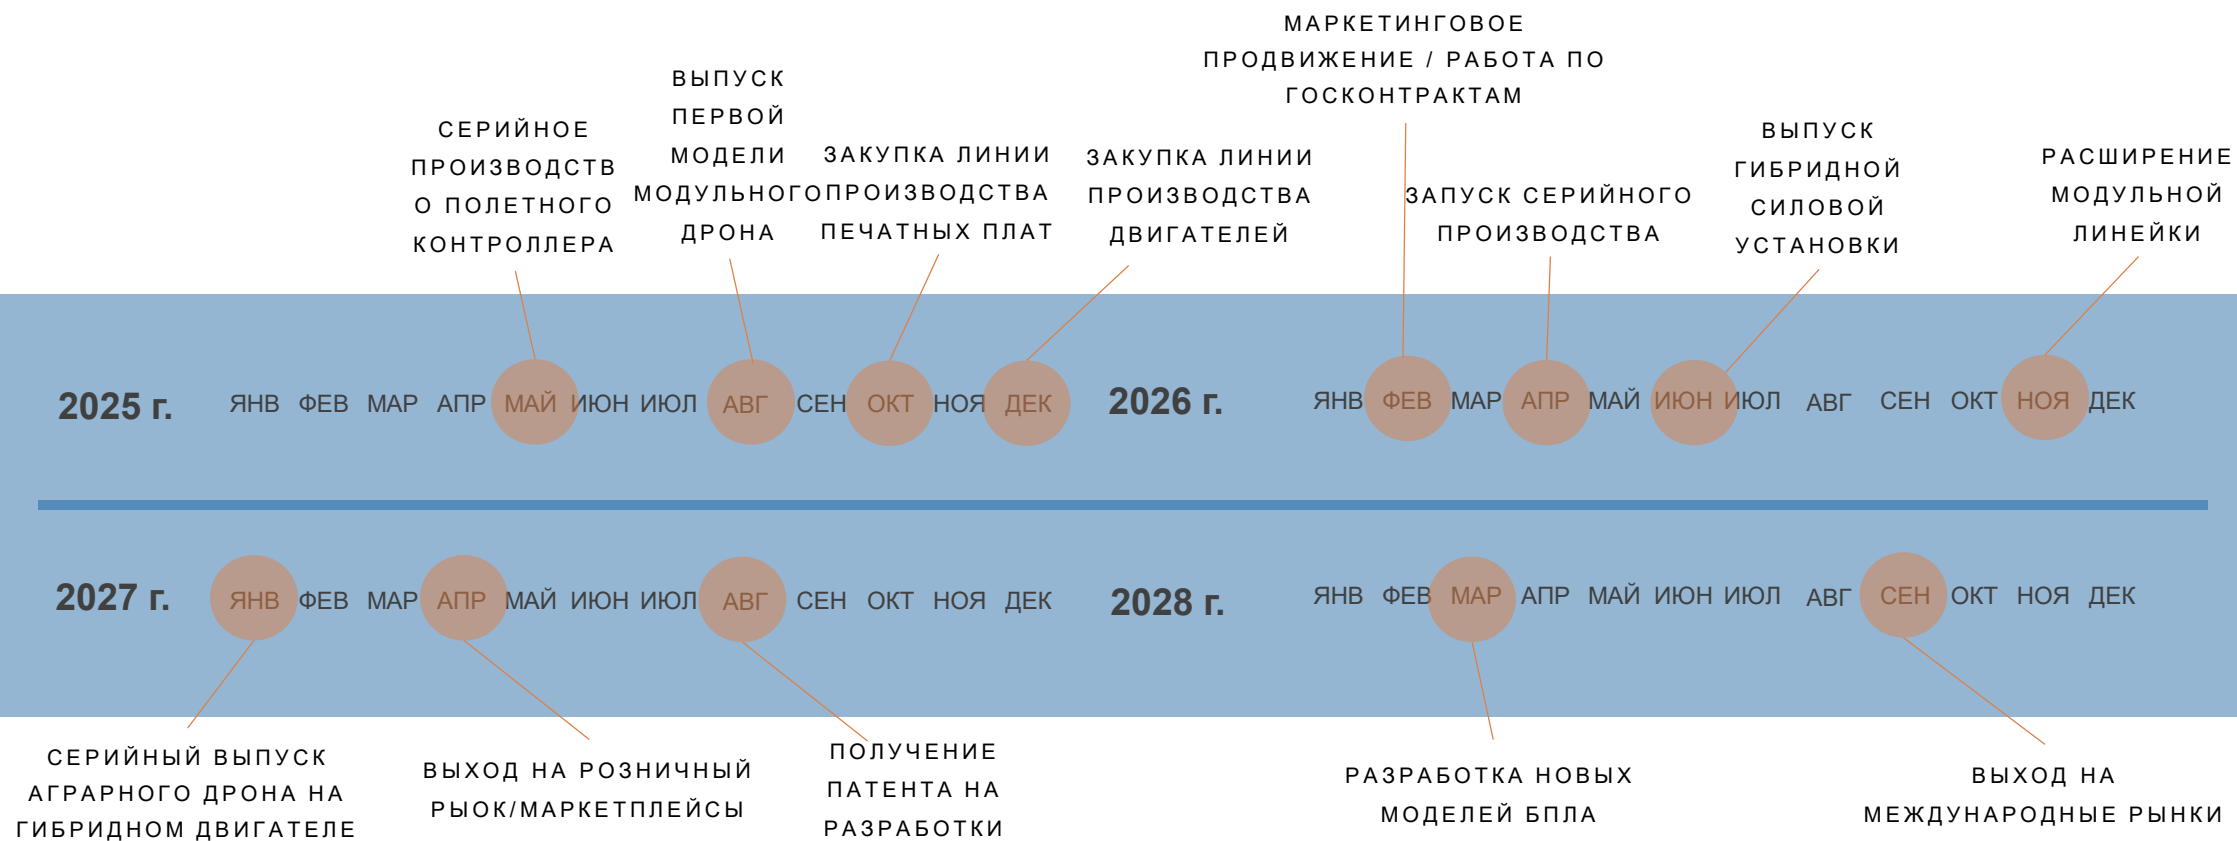 МАРКЕТИНГОВОЕ
ПРОДВИЖЕНИЕ / РАБОТА ПО
ГОСКОНТРАКТАМ
СЕРИЙНОЕ
ПРОИЗВОДСТВ
О ПОЛЕТНОГО
КОНТРОЛЛЕРА
ВЫПУСК
ПЕРВОЙ
МОДЕЛИ
МОДУЛЬНОГО
ДРОНА
ЗАКУПКА ЛИНИИ
ПРОИЗВОДСТВА
ПЕЧАТНЫХ ПЛАТ
ЗАКУПКА ЛИНИИ
ПРОИЗВОДСТВА
ДВИГАТЕЛЕЙ
ЗАПУСК СЕРИЙНОГО
ПРОИЗВОДСТВА
ВЫПУСК
ГИБРИДНОЙ
СИЛОВОЙ
УСТАНОВКИ
РАСШИРЕНИЕ
МОДУЛЬНОЙ
ЛИНЕЙКИ
2025 г. ЯНВ ФЕВ МАР АПР МАЙ ИЮН ИЮЛ АВГ СЕН ОКТ НОЯ ДЕК
2026 г. ЯНВ ФЕВ МАР АПР МАЙ ИЮН ИЮЛ АВГ СЕН ОКТ НОЯ ДЕК
2027 г. ЯНВ ФЕВ МАР АПР МАЙ ИЮН ИЮЛ АВГ СЕН ОКТ НОЯ ДЕК
2028 г. ЯНВ ФЕВ МАР АПР МАЙ ИЮН ИЮЛ АВГ СЕН ОКТ НОЯ ДЕК
СЕРИЙНЫЙ ВЫПУСК
АГРАРНОГО ДРОНА НА
ГИБРИДНОМ ДВИГАТЕЛЕ
ВЫХОД НА РОЗНИЧНЫЙ
РЫОК/МАРКЕТПЛЕЙСЫ
ПОЛУЧЕНИЕ
ПАТЕНТА НА
РАЗРАБОТКИ
РАЗРАБОТКА НОВЫХ
МОДЕЛЕЙ БПЛА
ВЫХОД НА
МЕЖДУНАРОДНЫЕ РЫНКИ